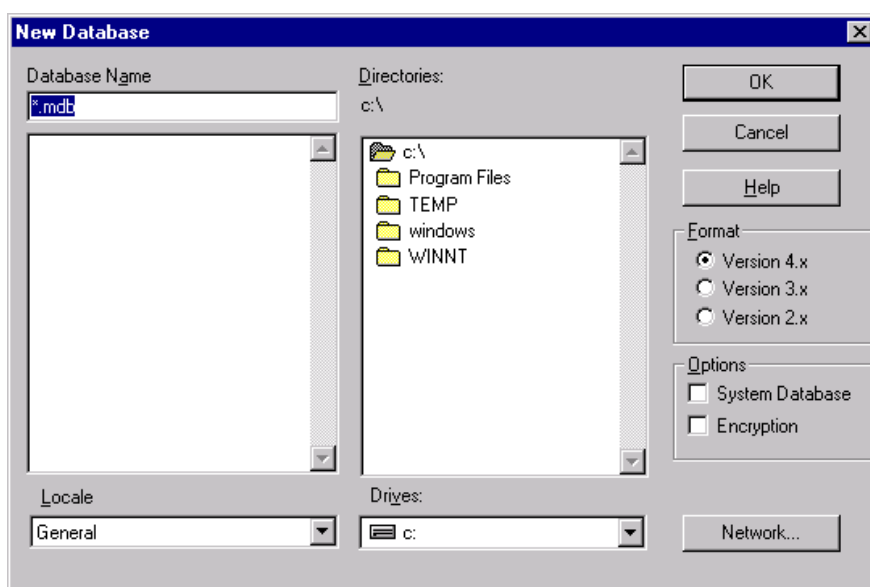 New Database
Database Name
*.mdb
Directories:
c:\
c:\
Program Files
TEMP
windows
WINNT
OK
Cancel
Help
Format
Version 4.x
Version 3.x
Version 2.x
Options
System Database
Encryption
Locale
General
Drives:
c:
Network...